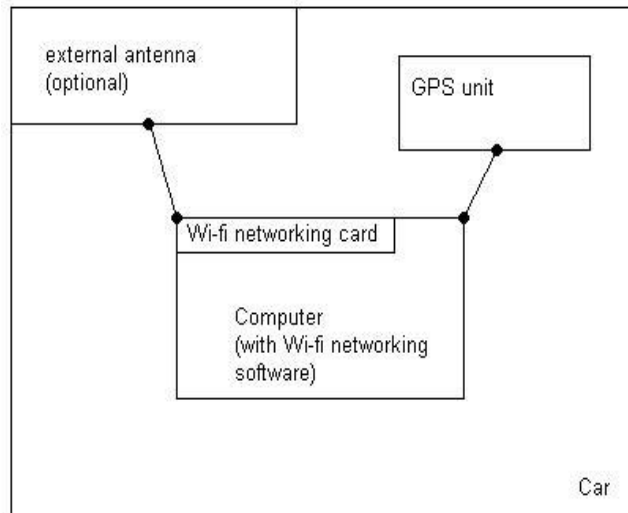 external antenna
(optional)
GPS unit
Wi-fi networking card
Computer
(with Wi-fi networking
software)
Car